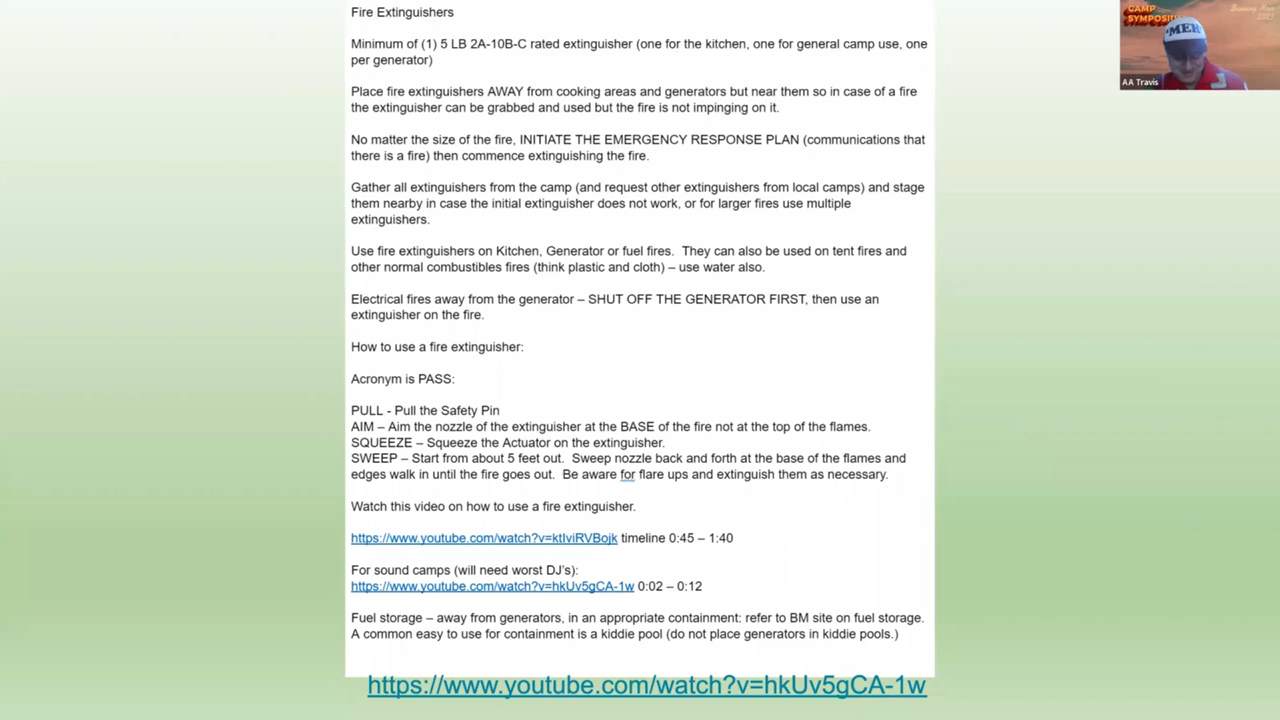 Fire Extinguishers
Minimum of (1) 5 LB 2A-10B-C rated extinguisher (one for the kitchen, one for general camp use, one
per generator)
Place fire extinguishers AWAY from cooking areas and generators but near them so in case of a fire
the extinguisher can be grabbed and used but the fire is not impinging on it.
No matter the size of the fire, INITIATE THE EMERGENCY RESPONSE PLAN (communications that
there is a fire) then commence extinguishing the fire.
Gather all extinguishers from the camp (and request other extinguishers from local camps) and stage
them nearby in case the initial extinguisher does not work, or for larger fires use multiple
extinguishers.
Use fire extinguishers on Kitchen, Generator or fuel fires.  They can also be used on tent fires and
other normal combustibles fires (think plastic and cloth) – use water also.
Electrical fires away from the generator – SHUT OFF THE GENERATOR FIRST, then use an
extinguisher on the fire.
How to use a fire extinguisher:
Acronym is PASS:
PULL - Pull the Safety Pin
AIM – Aim the nozzle of the extinguisher at the BASE of the fire not at the top of the flames.
SQUEEZE – Squeeze the Actuator on the extinguisher.
SWEEP – Start from about 5 feet out.  Sweep nozzle back and forth at the base of the flames and
edges walk in until the fire goes out.  Be aware for flare ups and extinguish them as necessary.
Watch this video on how to use a fire extinguisher.
https://www.youtube.com/watch?v=ktIviRVBojk timeline 0:45 – 1:40
For sound camps (will need worst DJ's):
https://www.youtube.com/watch?v=hkUv5gCA-1w 0:02 – 0:12
Fuel storage – away from generators, in an appropriate containment: refer to BM site on fuel storage.
A common easy to use for containment is a kiddie pool (do not place generators in kiddie pools.)
https://www.youtube.com/watch?v=hkUv5gCA-1w
CAMP
SYMPOSIU
Burning Man
2023
MEH
AA Travis